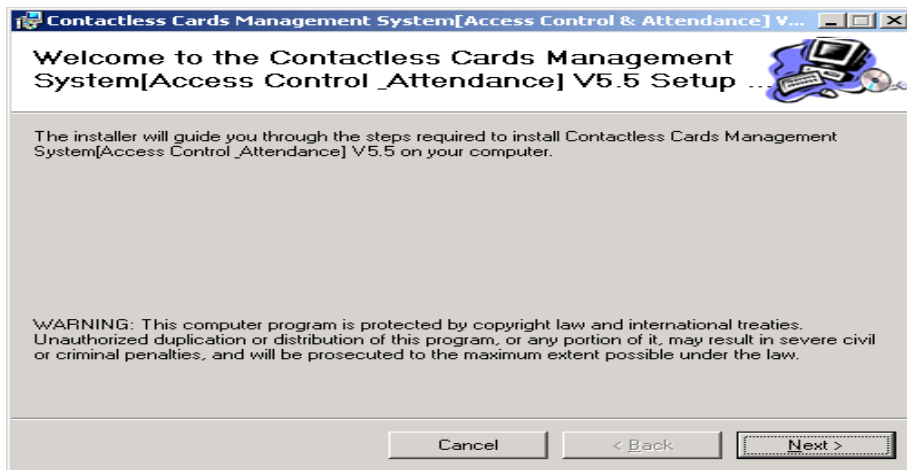 Contactless Cards Management System[Access Control & Attendance] V...
Welcome to the Contactless Cards Management
System[Access Control _Attendance] V5.5 Setup ...
The installer will guide you through the steps required to install Contactless Cards Management
System[Access Control _Attendance] V5.5 on your computer.
WARNING: This computer program is protected by copyright law and international treaties.
Unauthorized duplication or distribution of this program, or any portion of it, may result in severe civil
or criminal penalties, and will be prosecuted to the maximum extent possible under the law.
Cancel < Back Next >